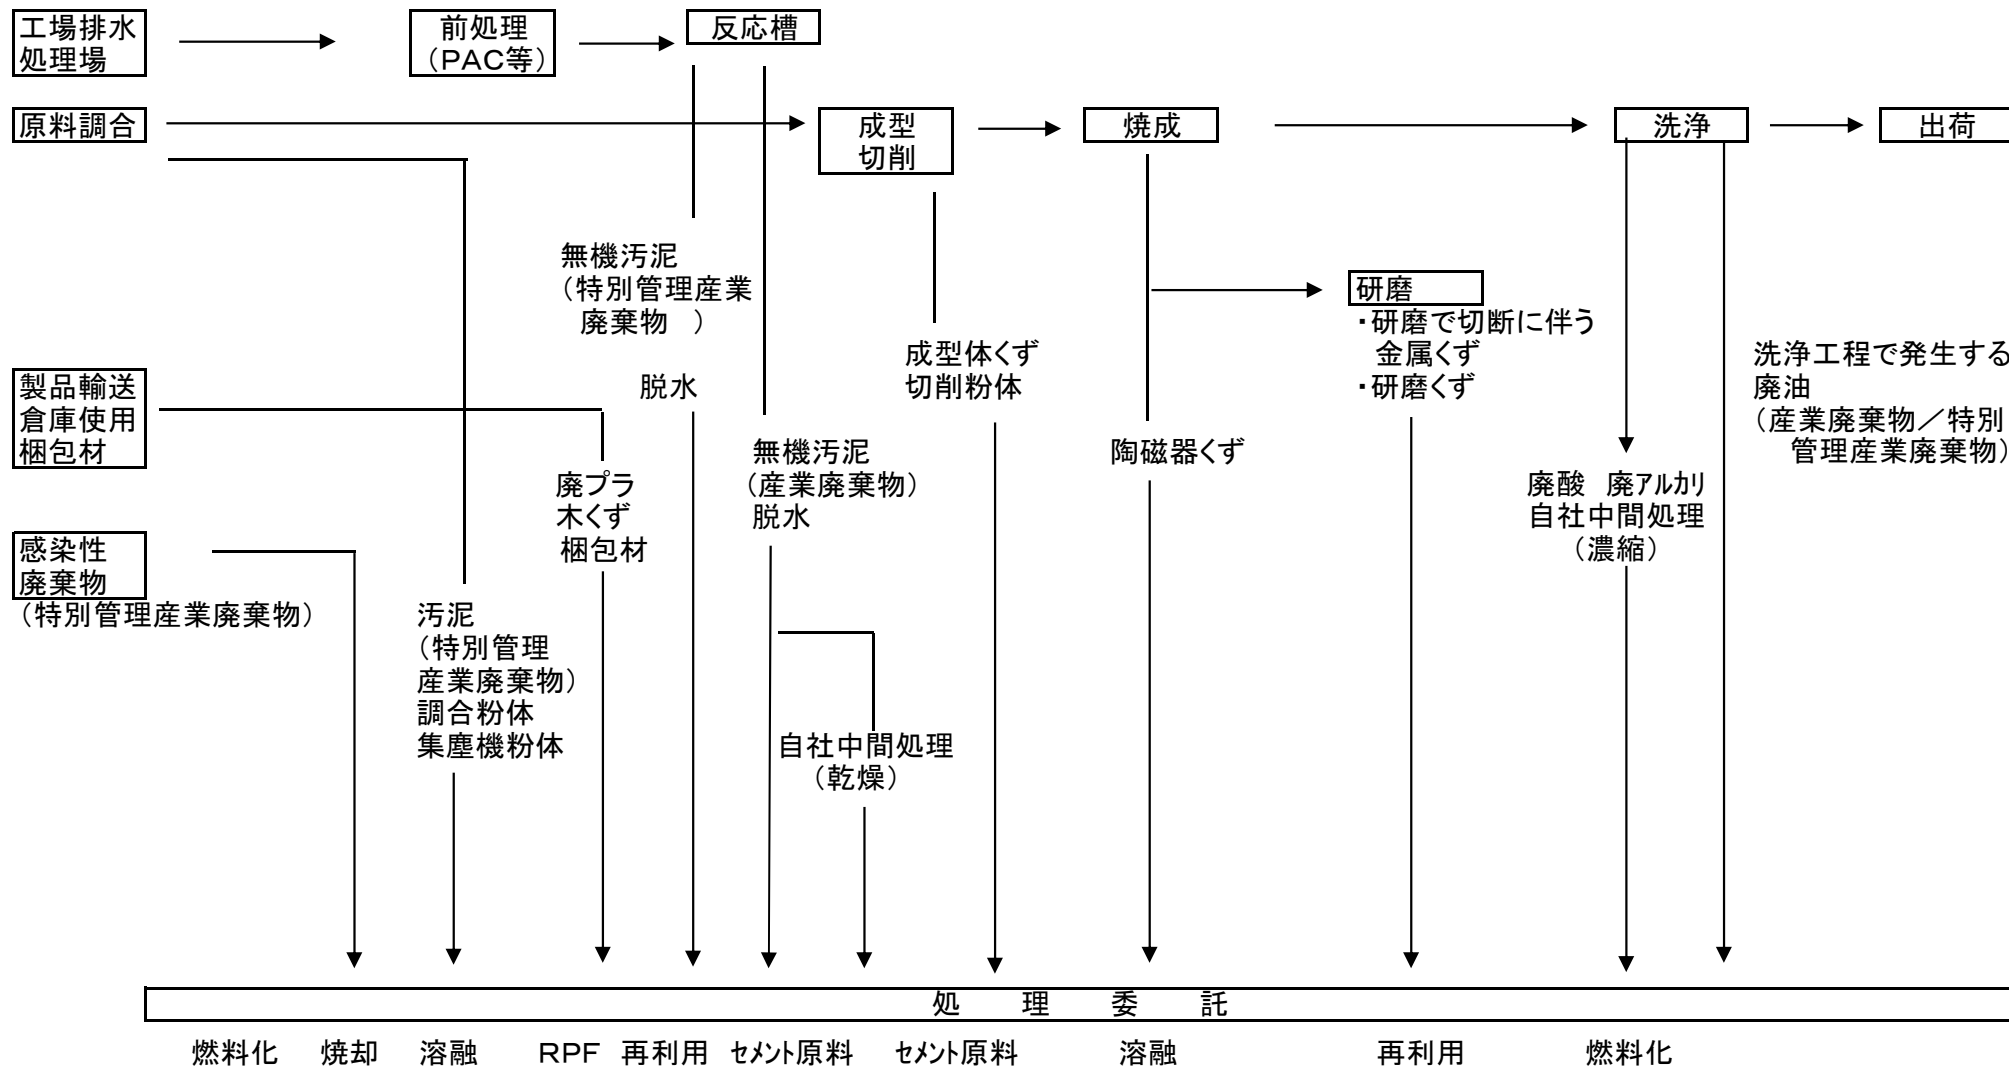 工場排水
処理場
前処理
（PAC等）
反応槽
原料調合
成型
切削
焼成
洗浄
出荷
無機汚泥
（特別管理産業
廃棄物　）
脱水
研磨
・研磨で切断に伴う
金属くず
・研磨くず
成型体くず
切削粉体
洗浄工程で発生する
廃油
（産業廃棄物／特別
管理産業廃棄物）
製品輸送
倉庫使用
梱包材
無機汚泥
（産業廃棄物）
脱水
陶磁器くず
廃プラ
木くず
梱包材
廃酸　廃アルカリ
自社中間処理
（濃縮）
感染性
廃棄物
（特別管理産業廃棄物）
汚泥
（特別管理
産業廃棄物）
調合粉体
集塵機粉体
自社中間処理
（乾燥）
処　理　委　託
燃料化　焼却　溶融　RPF　再利用　セメント原料　セメント原料　溶融　再利用　燃料化